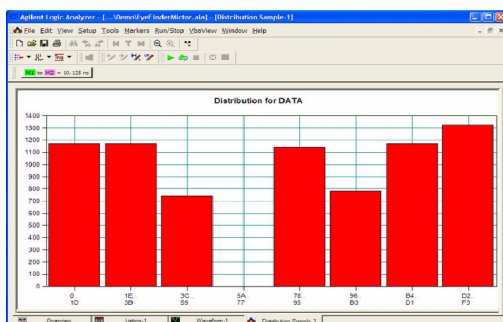 Agilent Logic Analyzer - [...\Demo\EyeFinderMictor.ala] - [Distribution Sample-1]
File Edit View Setup Tools Markers Run/Stop VbaView Window Help
M1 to M2 = 10.125 ns
Distribution for DATA
1400
1300
1200
1100
1000
900
800
700
600
500
400
300
200
100
0
0... 1E... 3C... 5A... 78... 96... B4... D2...
1D 3B 59 77 95 B3 D1 F3
Overview Listing-1 Waveform-1